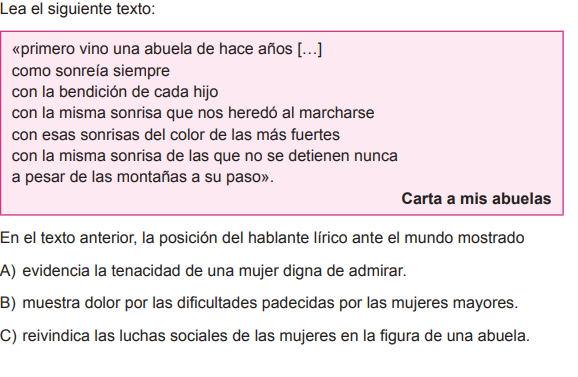 Lea el siguiente texto:
«primero vino una abuela de hace años [...]
como sonreía siempre
con la bendición de cada hijo
con la misma sonrisa que nos heredó al marcharse
con esas sonrisas del color de las más fuertes
con la misma sonrisa de las que no se detienen nunca
a pesar de las montañas a su paso».
Carta a mis abuelas
En el texto anterior, la posición del hablante lírico ante el mundo mostrado
A) evidencia la tenacidad de una mujer digna de admirar.
B) muestra dolor por las dificultades padecidas por las mujeres mayores.
C) reivindica las luchas sociales de las mujeres en la figura de una abuela.